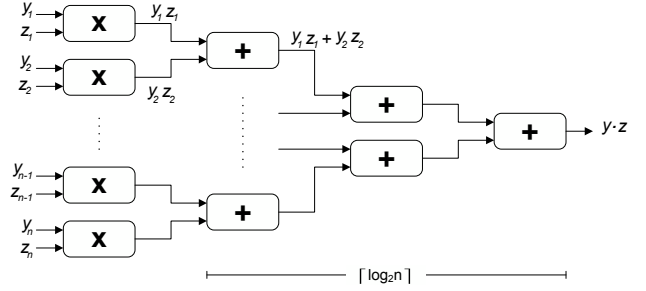 y₁
z₁
X
y₁ z₁
y₂
z₂
X
y₂ z₂
+
y₁ z₁ + y₂ z₂
+
+
+
y·z
yₙ₋₁
zₙ₋₁
X
yₙ
zₙ
X
+
⌈log₂n⌉